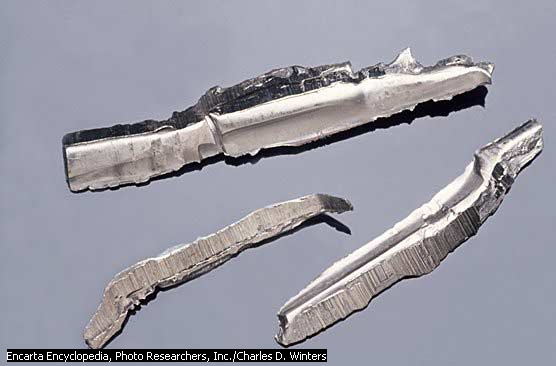 Encarta Encyclopedia, Photo Researchers, Inc./Charles D. Winters